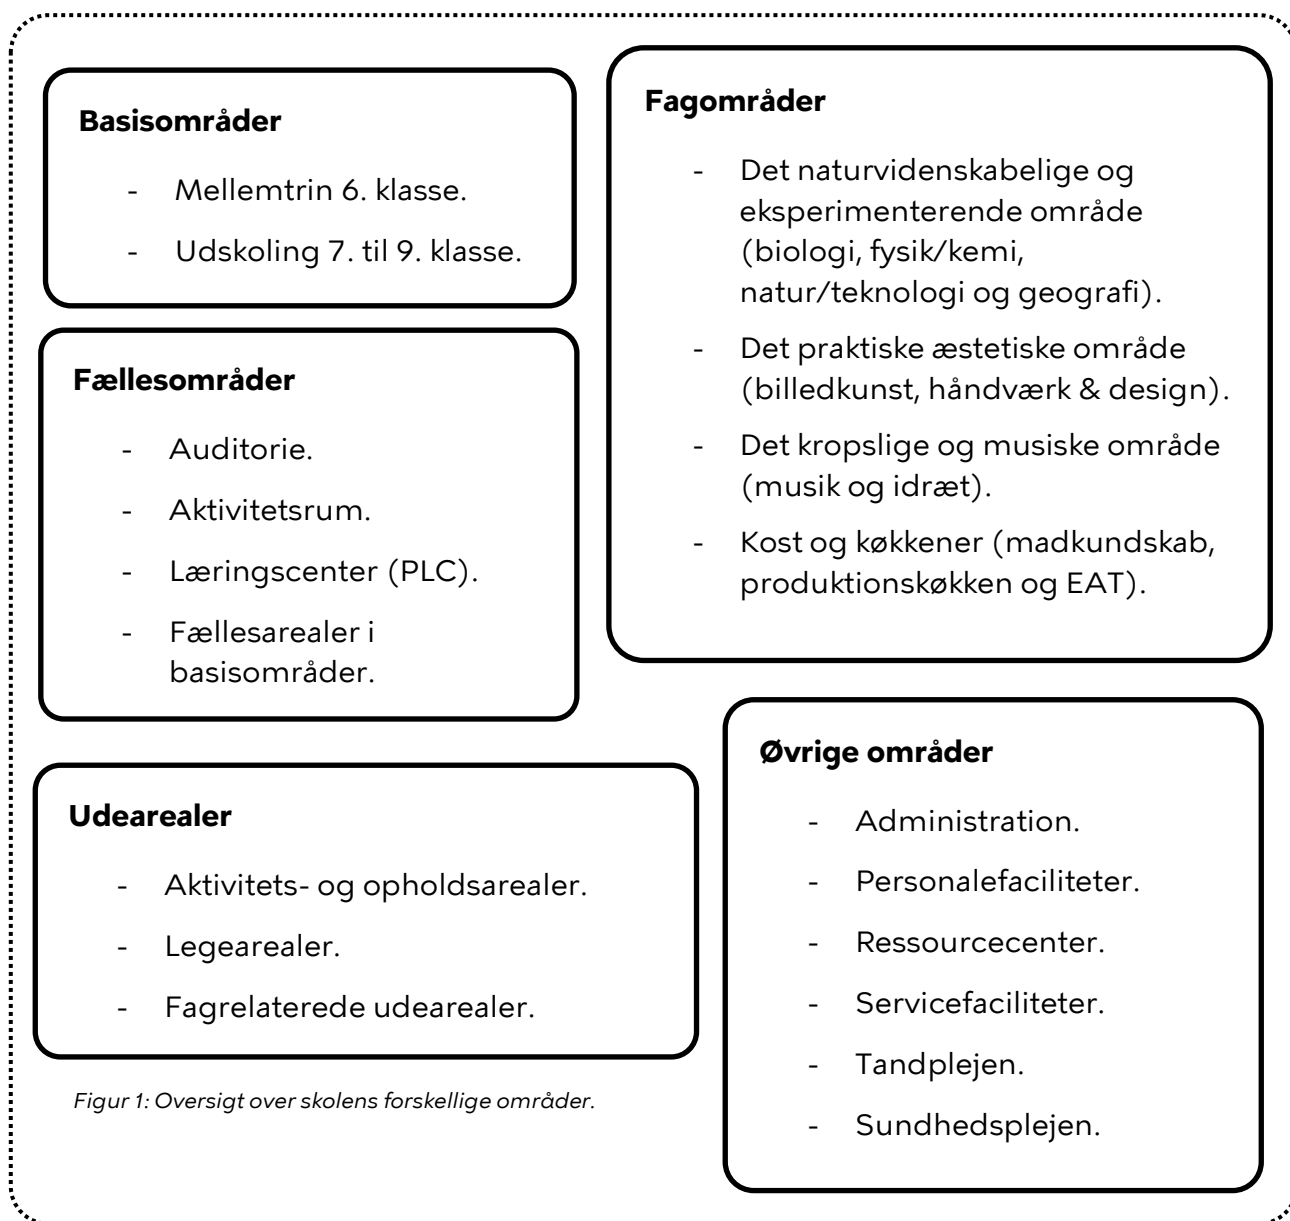 Basisområder
- Mellemtrin 6. klasse.
- Udskoling 7. til 9. klasse.
Fællesområder
- Auditorie.
- Aktivitetsrum.
- Læringscenter (PLC).
- Fællesarealer i
basisområder.
Udearealer
- Aktivitets- og opholdsarealer.
- Legearealer.
- Fagrelaterede udearealer.
Figur 1: Oversigt over skolens forskellige områder.
Fagområder
- Det naturvidenskabelige og
eksperimenterende område
(biologi, fysik/kemi,
natur/teknologi og geografi).
- Det praktiske æstetiske område
(billedkunst, håndværk & design).
- Det kropslige og musiske område
(musik og idræt).
- Kost og køkkener (madkundskab,
produktionskøkken og EAT).
Øvrige områder
- Administration.
- Personalefaciliteter.
- Ressourcecenter.
- Servicefaciliteter.
- Tandplejen.
- Sundhedsplejen.